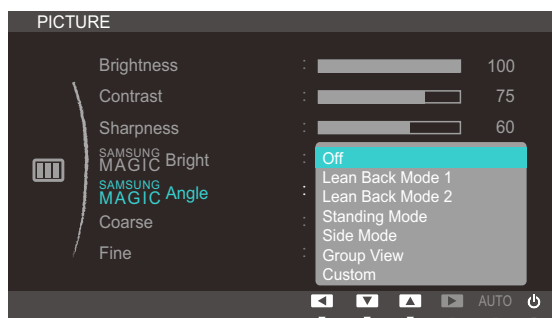 PICTURE
Brightness : 100
Contrast : 75
Sharpness : 60
SAMSUNG MAGIC Bright :
SAMSUNG MAGIC Angle :
Coarse :
Fine :
Off
Lean Back Mode 1
Lean Back Mode 2
Standing Mode
Side Mode
Group View
Custom
AUTO